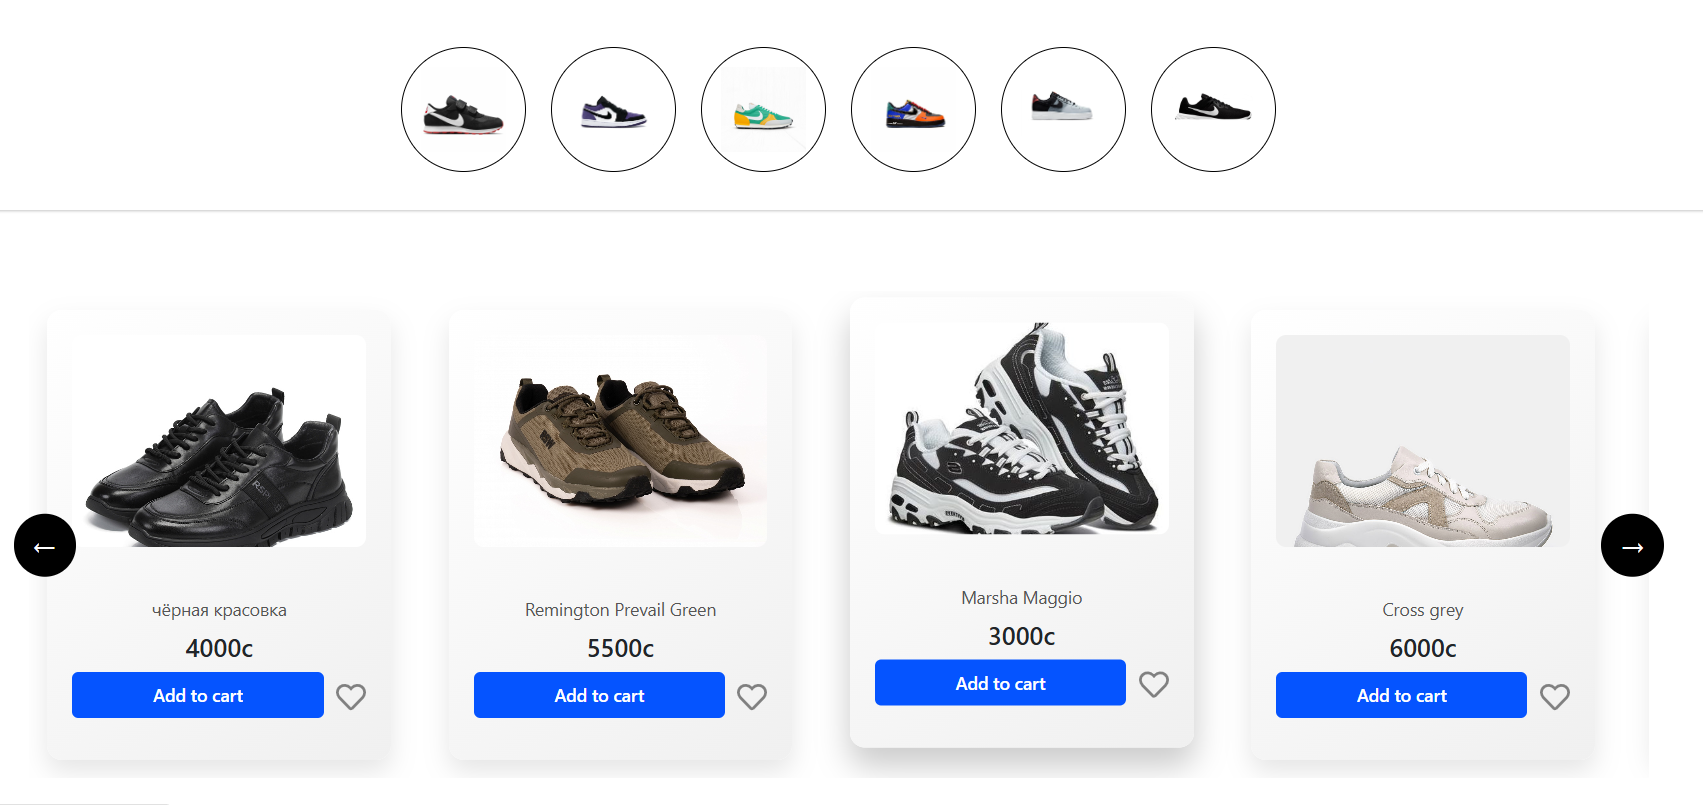 чёрная красовка
4000с
Add to cart
Remington Prevail Green
5500с
Add to cart
Marsha Maggio
3000с
Add to cart
Cross grey
6000с
Add to cart
← →